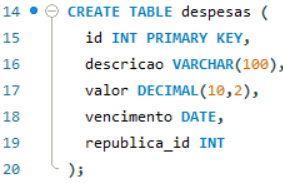 14 CREATE TABLE despesas (
15 id INT PRIMARY KEY,
16 descricao VARCHAR(100),
17 valor DECIMAL(10,2),
18 vencimento DATE,
19 republica_id INT
20 );